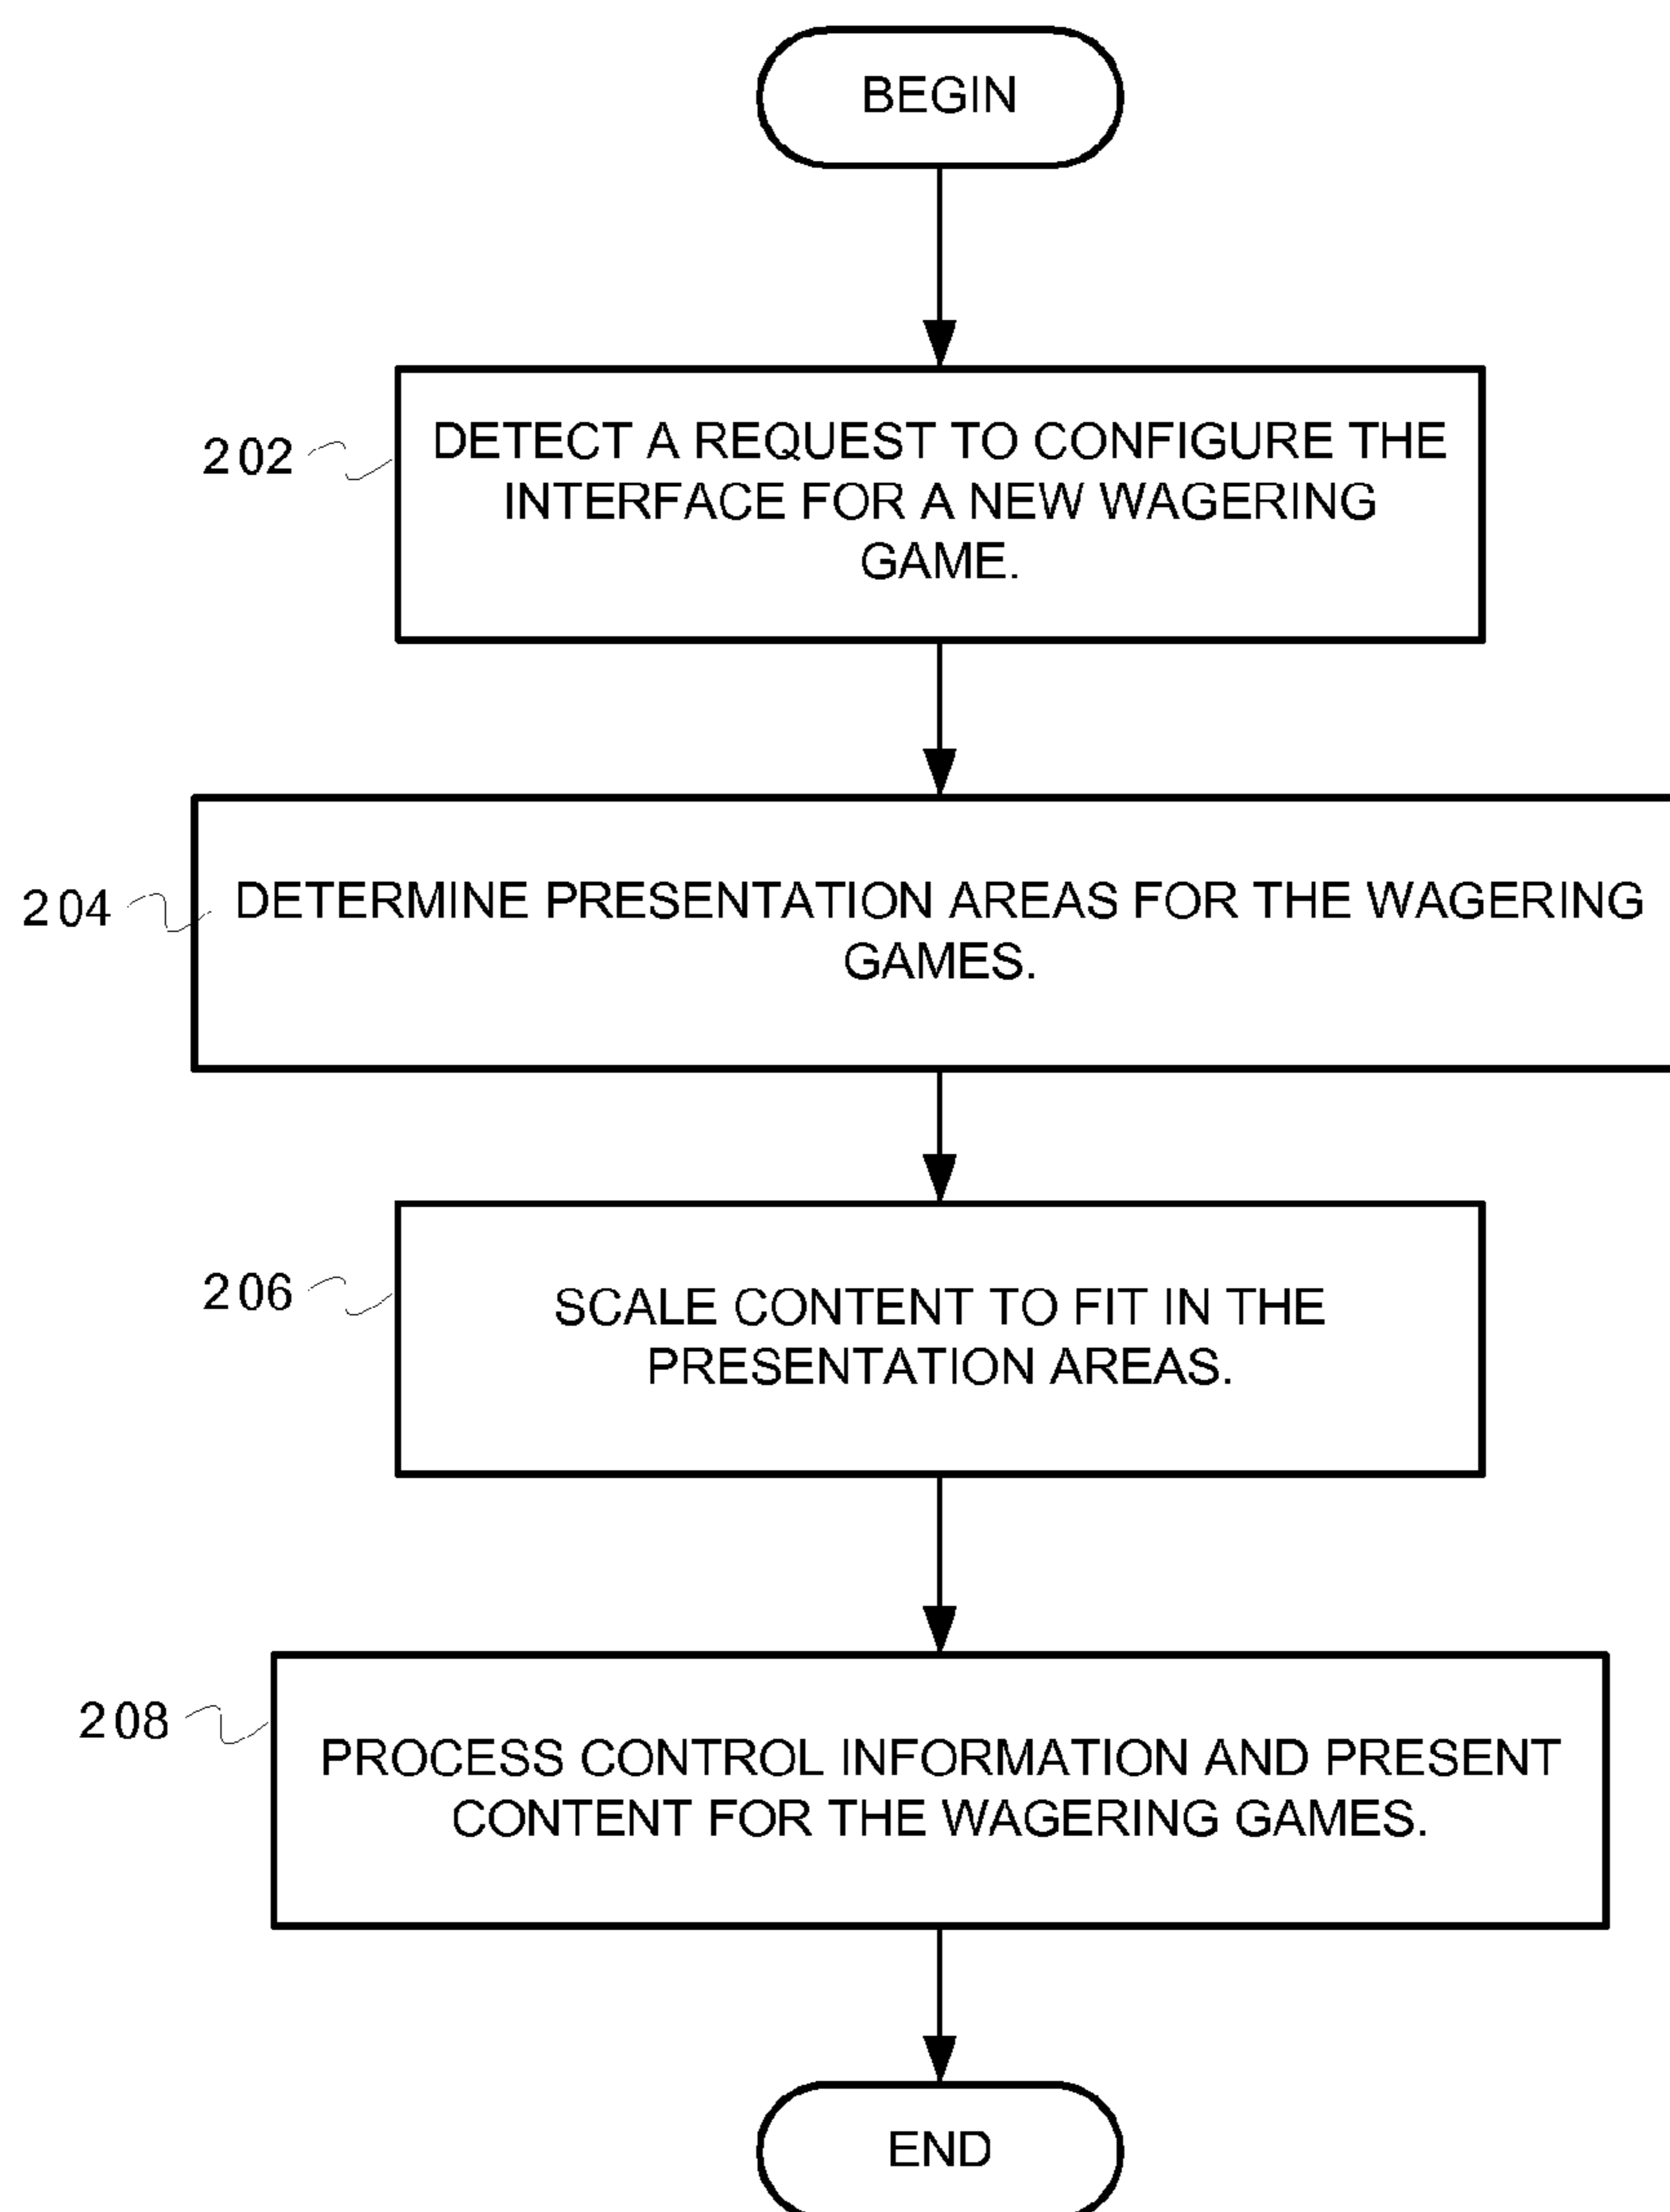 BEGIN
202
DETECT A REQUEST TO CONFIGURE THE
INTERFACE FOR A NEW WAGERING
GAME.
204
DETERMINE PRESENTATION AREAS FOR THE WAGERING
GAMES.
206
SCALE CONTENT TO FIT IN THE
PRESENTATION AREAS.
208
PROCESS CONTROL INFORMATION AND PRESENT
CONTENT FOR THE WAGERING GAMES.
END